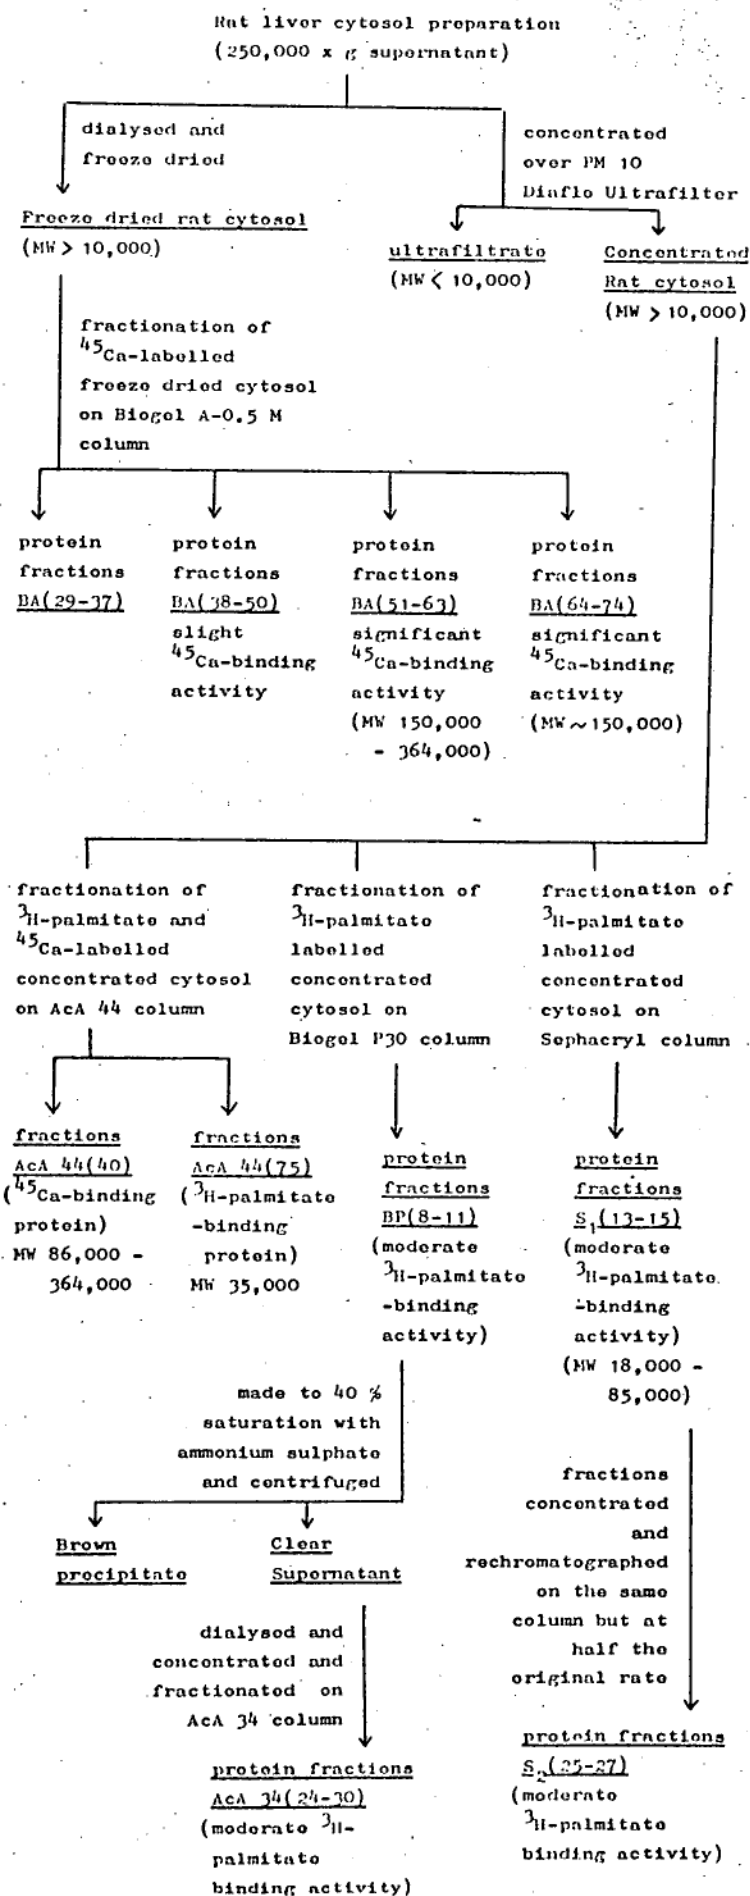 Rat liver cytosol preparation
(250,000 x g supernatant)
dialysed and
freeze dried
concentrated
over PM 10
Diaflo Ultrafilter
Freeze dried rat cytosol
(MW > 10,000)
ultrafiltrate
(MW < 10,000)
Concentrated
Rat cytosol
(MW > 10,000)
fractionation of
45Ca-labelled
freeze dried cytosol
on Biogel A-0.5 M
column
protein
fractions
BA(29-37)
protein
fractions
BA(38-50)
slight
45Ca-binding
activity
protein
fractions
BA(51-63)
significant
45Ca-binding
activity
(MW 150,000
- 364,000)
protein
fractions
BA(64-74)
significant
45Ca-binding
activity
(MW ~ 150,000)
fractionation of
3H-palmitate and
45Ca-labelled
concentrated cytosol
on AcA 44 column
fractionation of
3H-palmitate
labelled
concentrated
cytosol on
Biogel P30 column
fractionation of
3H-palmitate
labelled
concentrated
cytosol on
Sephacryl column
fractions
AcA 44(40)
(45Ca-binding
protein)
MW 86,000 -
364,000
fractions
AcA 44(75)
(3H-palmitate
-binding
protein)
MW 35,000
protein
fractions
BP(8-11)
(moderate
3H-palmitate
-binding
activity)
protein
fractions
S1(13-15)
(moderate
3H-palmitate
-binding
activity)
(MW 18,000 -
85,000)
made to 40 %
saturation with
ammonium sulphate
and centrifuged
Brown
precipitate
Clear
Supernatant
fractions
concentrated
and
rechromatographed
on the same
column but at
half the
original rate
dialysed and
concentrated and
fractionated on
AcA 34 column
protein fractions
AcA 34(24-30)
(moderate 3H-
palmitate
binding activity)
protein fractions
S2(25-27)
(moderate
3H-palmitate
binding activity)